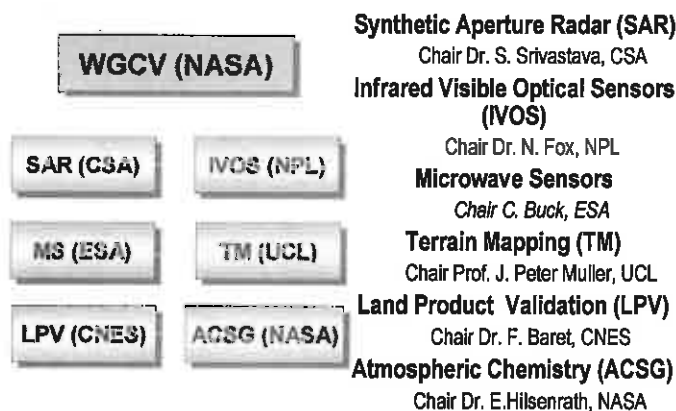 WGCV (NASA)
SAR (CSA)
IVOS (NPL)
MS (ESA)
TM (UCL)
LPV (CNES)
ACSG (NASA)
Synthetic Aperture Radar (SAR)
Chair Dr. S. Srivastava, CSA
Infrared Visible Optical Sensors
(IVOS)
Chair Dr. N. Fox, NPL
Microwave Sensors
Chair C. Buck, ESA
Terrain Mapping (TM)
Chair Prof. J. Peter Muller, UCL
Land Product Validation (LPV)
Chair Dr. F. Baret, CNES
Atmospheric Chemistry (ACSG)
Chair Dr. E.Hilsenrath, NASA